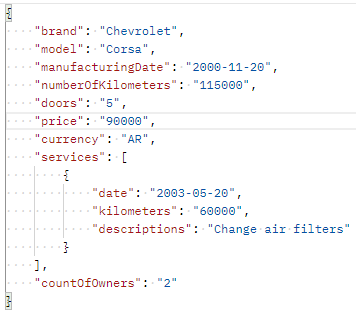 {
"brand": "Chevrolet",
"model": "Corsa",
"manufacturingDate": "2000-11-20",
"numberOfKilometers": "115000",
"doors": "5",
"price": "90000",
"currency": "AR",
"services": [
{
"date": "2003-05-20",
"kilometers": "60000",
"descriptions": "Change air filters"
}
],
"countOfOwners": "2"
}